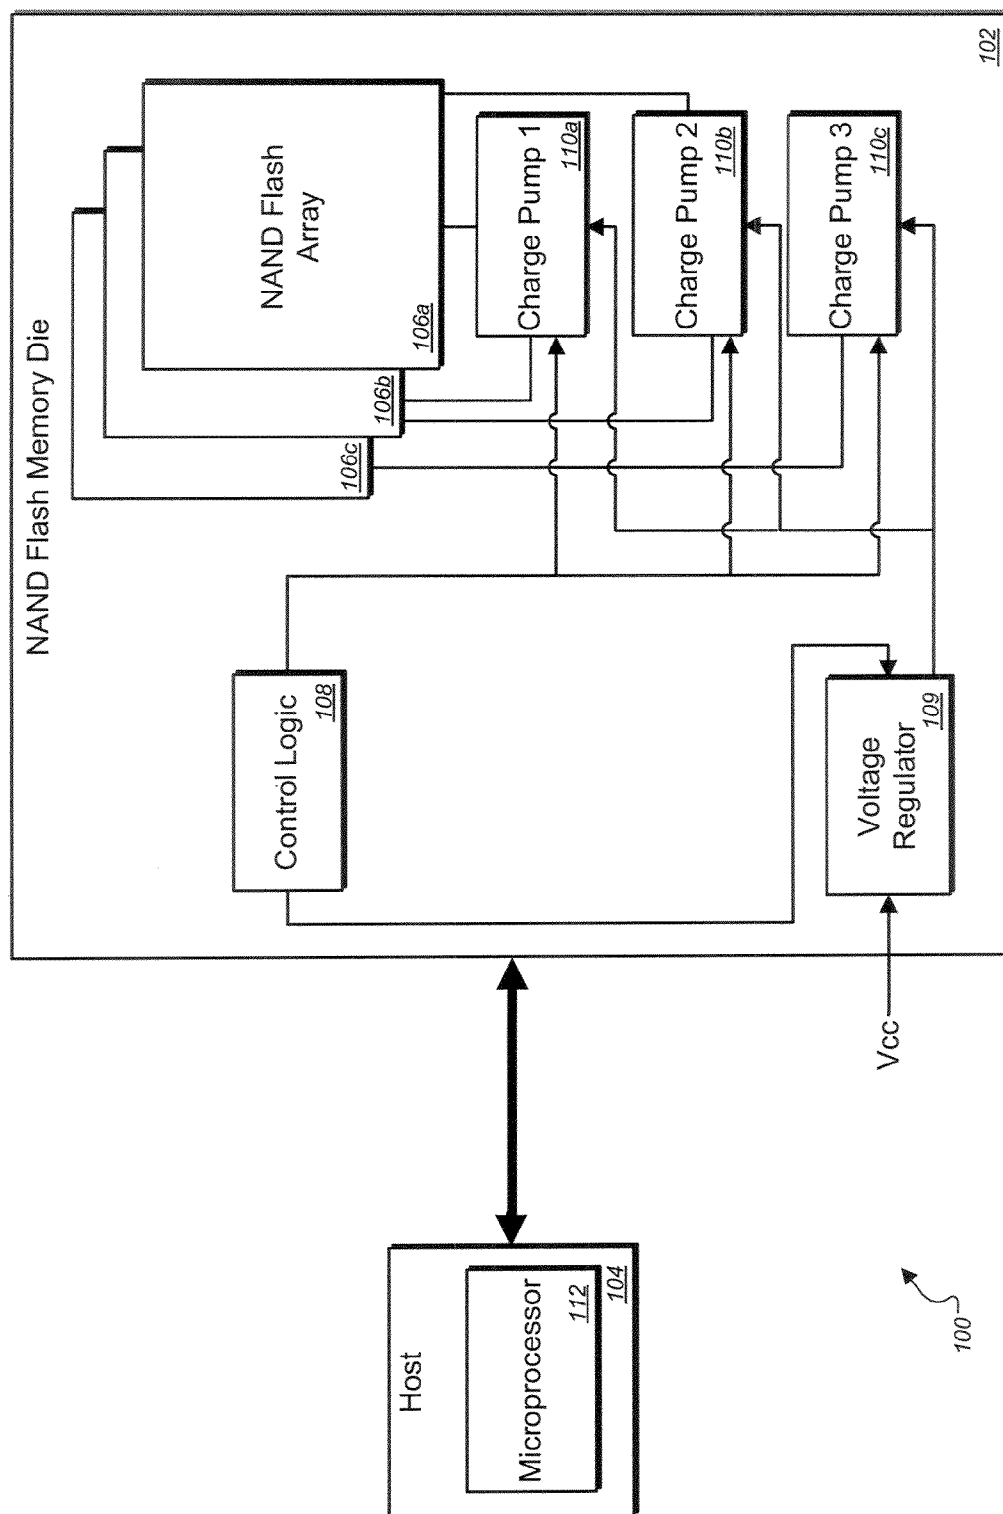 NAND Flash Memory Die
102
NAND Flash
Array
106a
106b
106c
Charge Pump 1
110a
Charge Pump 2
110b
Charge Pump 3
110c
Control Logic
108
Voltage
Regulator
109
Vcc
Host
104
Microprocessor
112
100